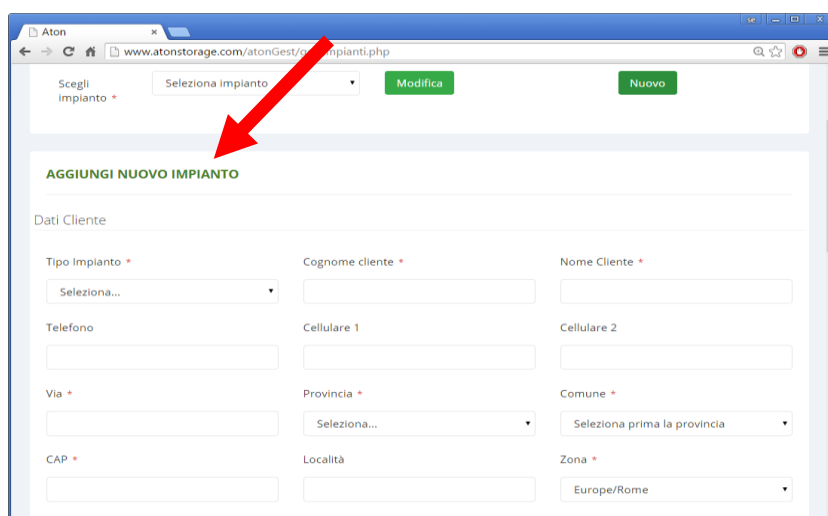 Aton
se
www.atonstorage.com/atonGest/
mpianti.php
Scegli
impianto *
Seleziona impianto
Modifica
Nuovo
AGGIUNGI NUOVO IMPIANTO
Dati Cliente
Tipo Impianto * Cognome cliente * Nome Cliente *
Seleziona...
Telefono Cellulare 1 Cellulare 2
Via * Provincia * Comune *
Seleziona... Seleziona prima la provincia
CAP * Località Zona *
Europe/Rome